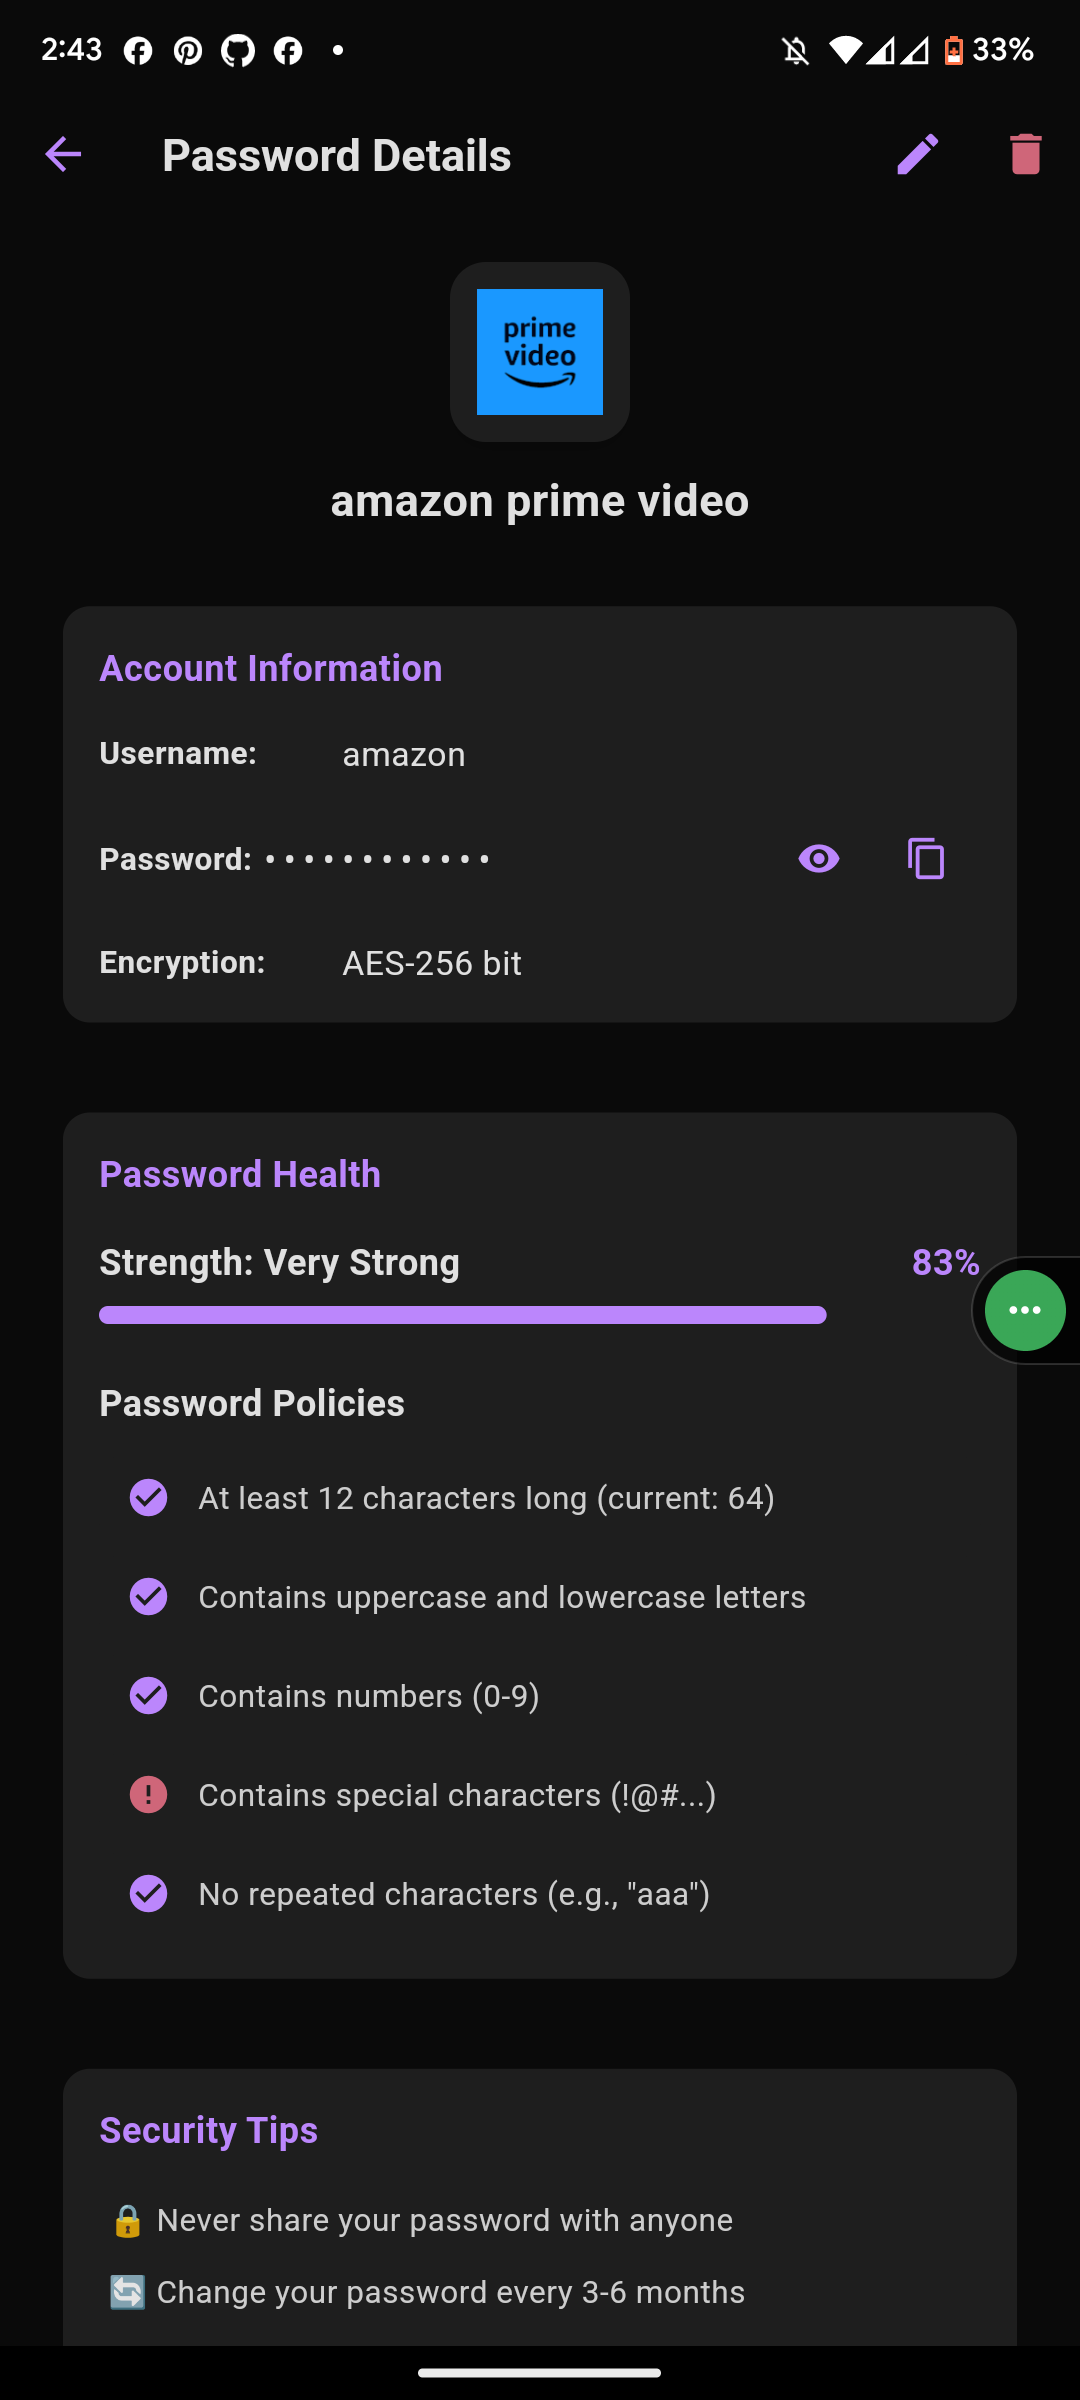 2:43
33%
Password Details
prime
video
amazon prime video
Account Information
Username: amazon
Password: ••••••••••••
Encryption: AES-256 bit
Password Health
Strength: Very Strong 83%
Password Policies
At least 12 characters long (current: 64)
Contains uppercase and lowercase letters
Contains numbers (0-9)
Contains special characters (!@#...)
No repeated characters (e.g., "aaa")
Security Tips
🔒 Never share your password with anyone
🔄 Change your password every 3-6 months